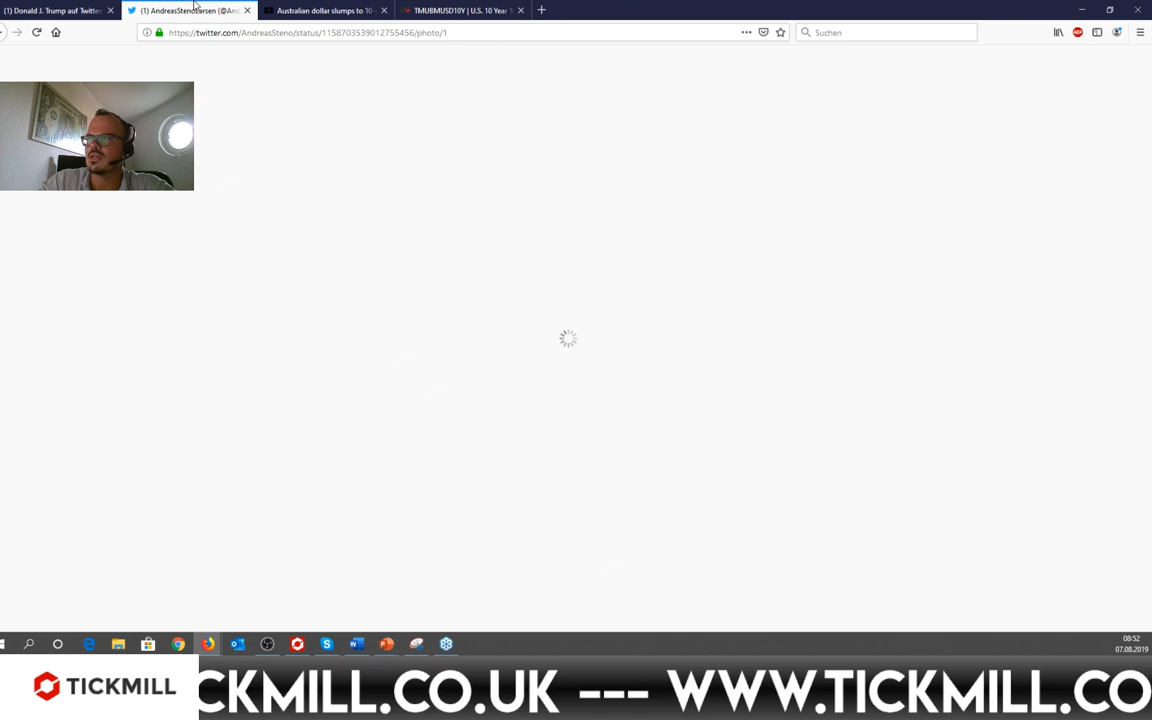 (1) Donald J. Trump auf Twitter
(1) AndreasStenoLarsen (@And
Australian dollar slumps to 10-
TMUBMUSD10Y | U.S. 10 Year T
https://twitter.com/AndreasSteno/status/1158703539012755456/photo/1
Suchen
08:52
07.08.2019
TICKMILL
CKMILL.CO.UK --- WWW.TICKMILL.CO